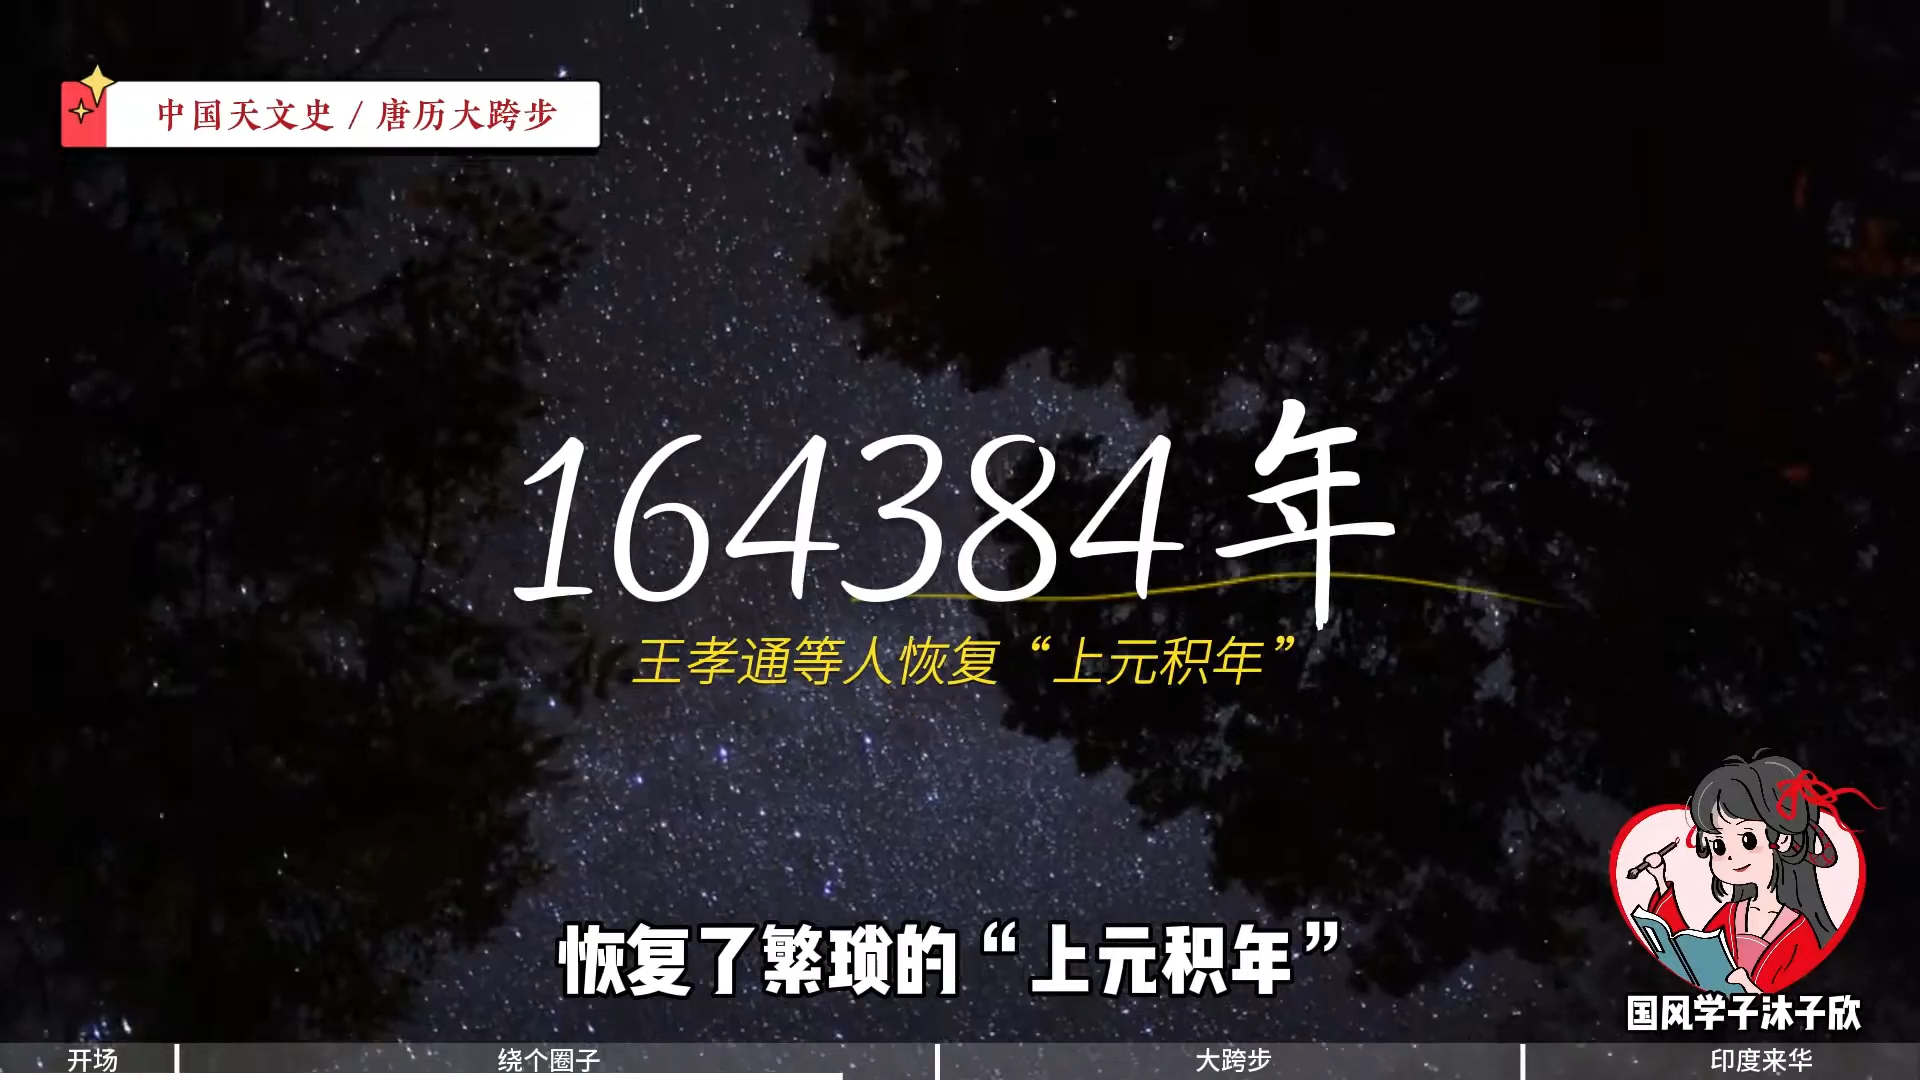 中国天文史 / 唐历大跨步
164384年
王孝通等人恢复“上元积年”
恢复了繁琐的“上元积年”
国风学子沐子欣
开场
绕个圈子
大跨步
印度来华